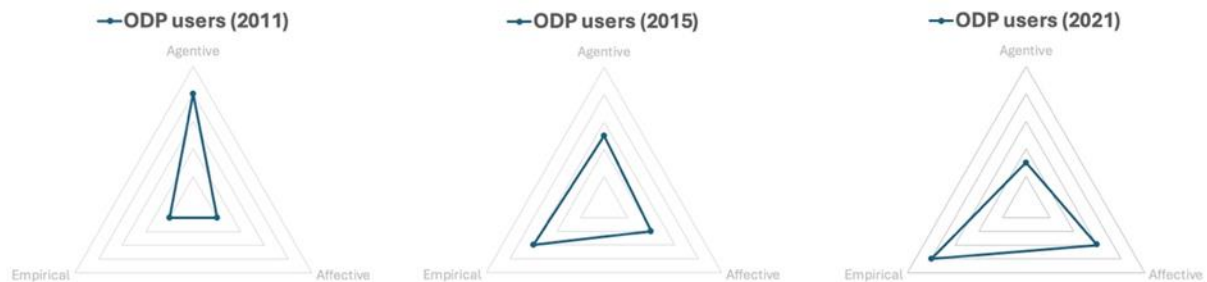 ODP users (2011)
Agentive
Empirical
Affective
ODP users (2015)
Agentive
Empirical
Affective
ODP users (2021)
Agentive
Empirical
Affective